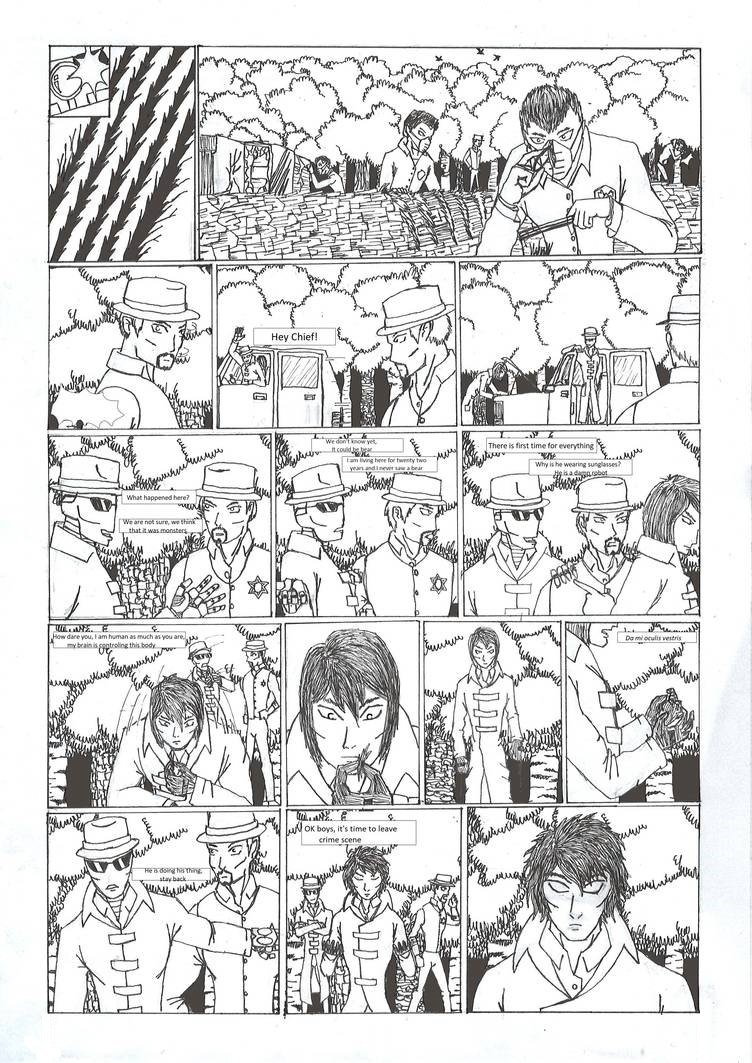 Hey Chief!
What happened here?
We are not sure, we think
that it was monsters
We don't know yet,
It could be bear
I am living here for twenty two
years and I never saw a bear
There is first time for everything
Why is he wearing sunglasses?
He is a damn robot
How dare you, I am human as much as you are,
my brain is controling this body
Da mi oculis vestris
He is doing his thing,
stay back
OK boys, it's time to leave
crime scene